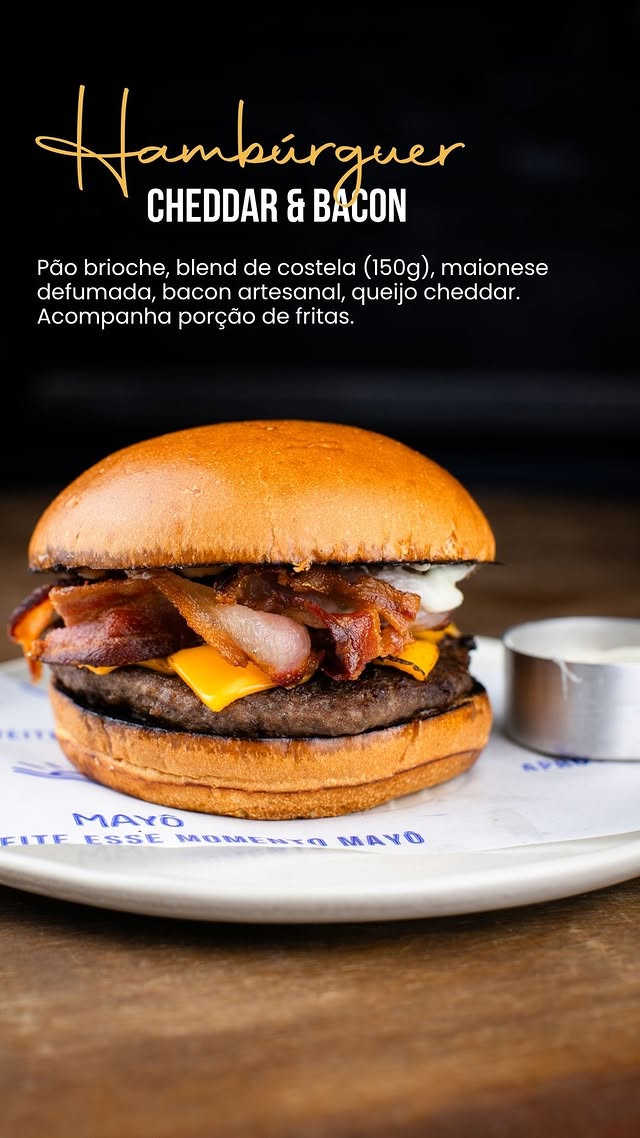 Hambúrguer
CHEDDAR & BACON
Pão brioche, blend de costela (150g), maionese
defumada, bacon artesanal, queijo cheddar.
Acompanha porção de fritas.
MAYÔ
ESSE MOMENTO MAYÔ